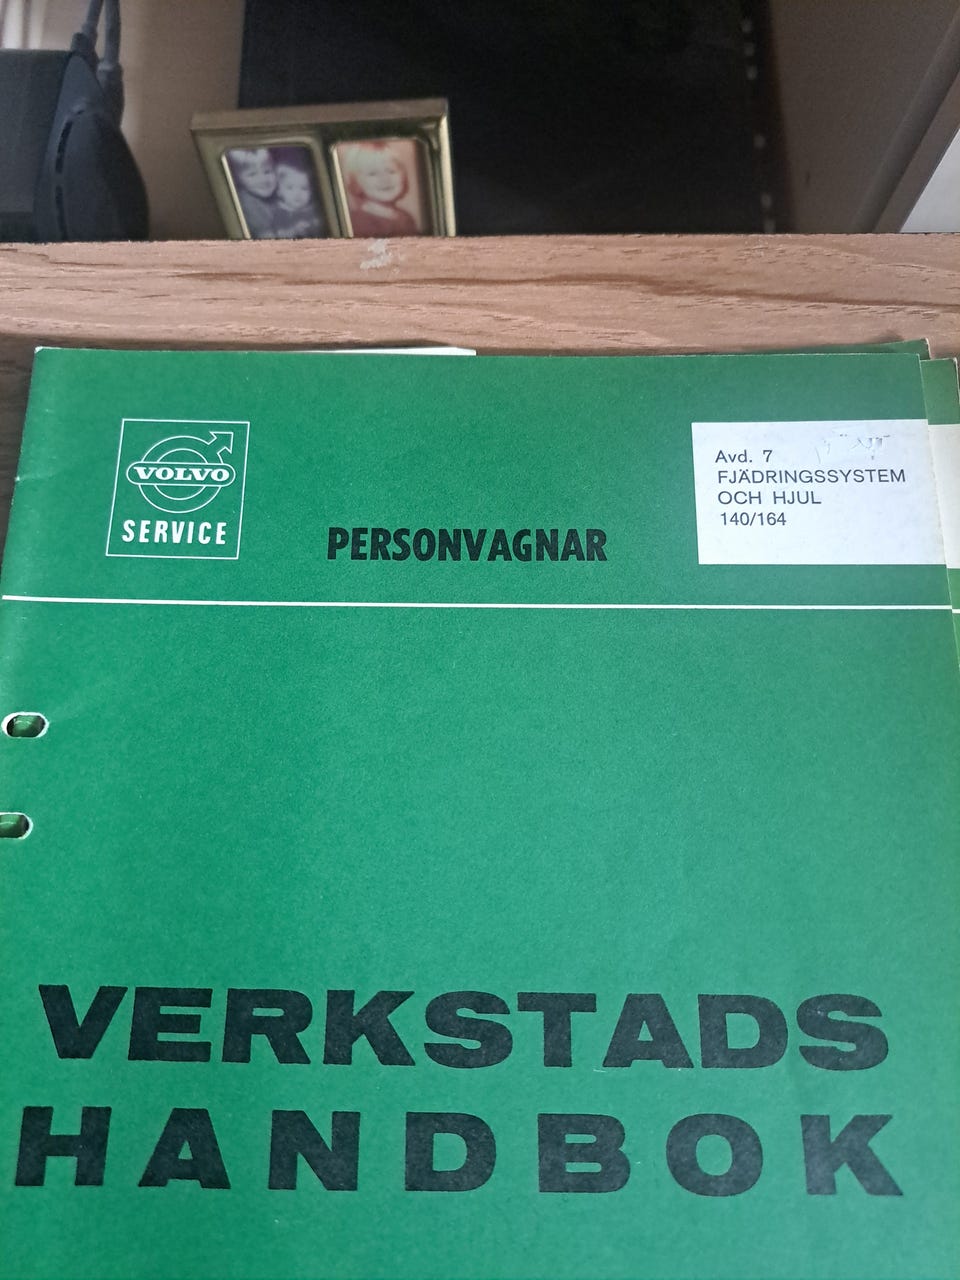 VOLVO
SERVICE
PERSONVAGNAR
Avd. 7
FJÄDRINGSSYSTEM
OCH HJUL
140/164
VERKSTADS
HANDBOK